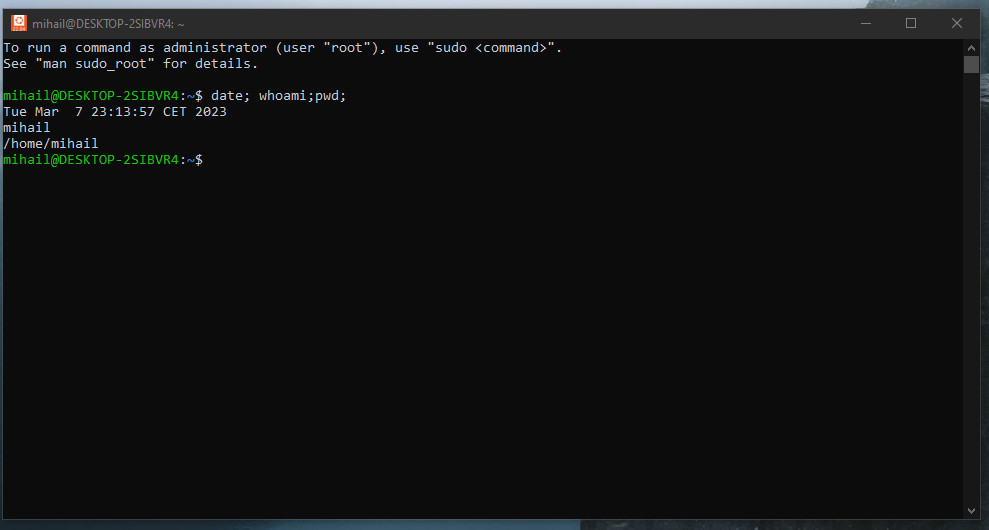 mihail@DESKTOP-2SIBVR4: ~
To run a command as administrator (user "root"), use "sudo <command>".
See "man sudo_root" for details.
mihail@DESKTOP-2SIBVR4:~$ date; whoami;pwd;
Tue Mar  7 23:13:57 CET 2023
mihail
/home/mihail
mihail@DESKTOP-2SIBVR4:~$